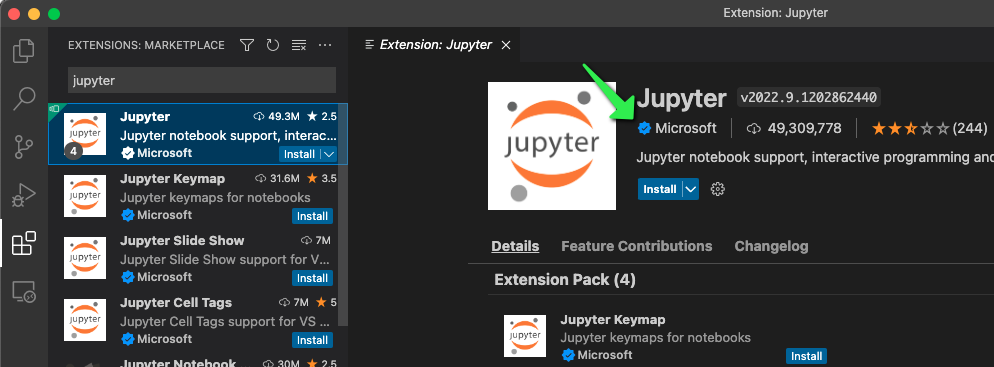 Extension: Jupyter
EXTENSIONS: MARKETPLACE
jupyter
jupyter
4
Jupyter
49.3M
2.5
Jupyter notebook support, interac...
Microsoft
Install
jupyter
Jupyter Keymap
31.6M
3.5
Jupyter keymaps for notebooks
Microsoft
Install
jupyter
Jupyter Slide Show
7M
Jupyter Slide Show support for V...
Microsoft
Install
jupyter
Jupyter Cell Tags
7M
5
Jupyter Cell Tags support for VS ...
Microsoft
Install
Jupyter Notebook
30M
2.5
Extension: Jupyter
jupyter
Jupyter
v2022.9.1202862440
Microsoft
49,309,778
(244)
Jupyter notebook support, interactive programming and
Install
Details
Feature Contributions
Changelog
Extension Pack (4)
jupyter
Jupyter Keymap
Jupyter keymaps for notebooks
Microsoft
Install